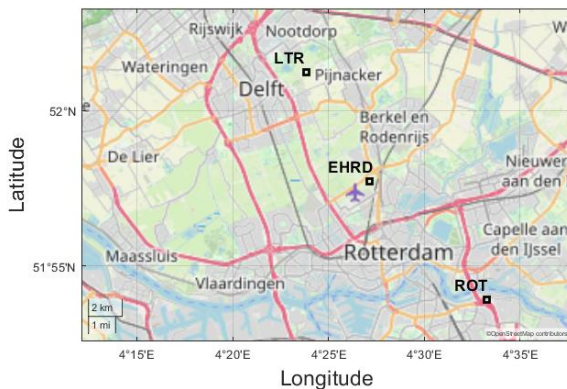 Rijswijk Nootdorp
LTR
Wateringen Pijnacker
Delft
52°N
Berkel en
Rodenrijs
De Lier
EHRD
Nieuwer
aan den
Latitude
Capelle aan
den IJssel
Rotterdam
Maassluis
51°55'N
Vlaardingen
ROT
2 km
1 mi
©OpenStreetMap contributors
4°15'E 4°20'E 4°25'E 4°30'E 4°35'E
Longitude